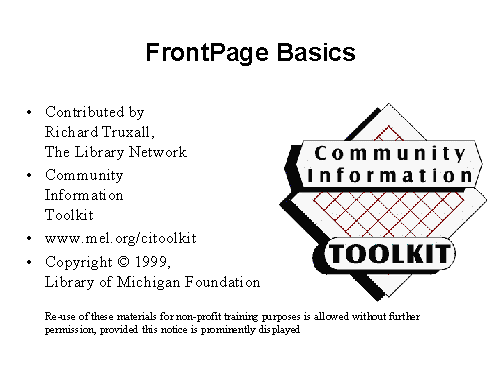 FrontPage Basics
• Contributed by
Richard Truxall,
The Library Network
• Community
Information
Toolkit
• www.mel.org/citoolkit
• Copyright © 1999,
Library of Michigan Foundation
Community
Information
TOOLKIT
Re-use of these materials for non-profit training purposes is allowed without further
permission, provided this notice is prominently displayed